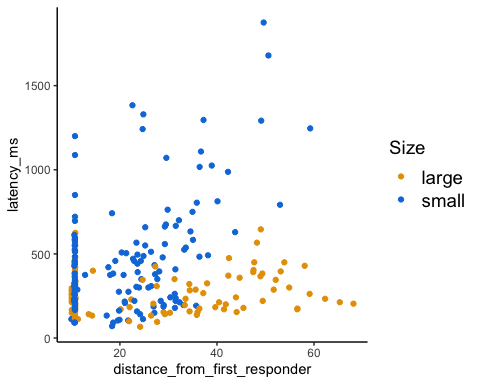 1500
1000
500
0
latency_ms
20
40
60
distance_from_first_responder
Size
large
small